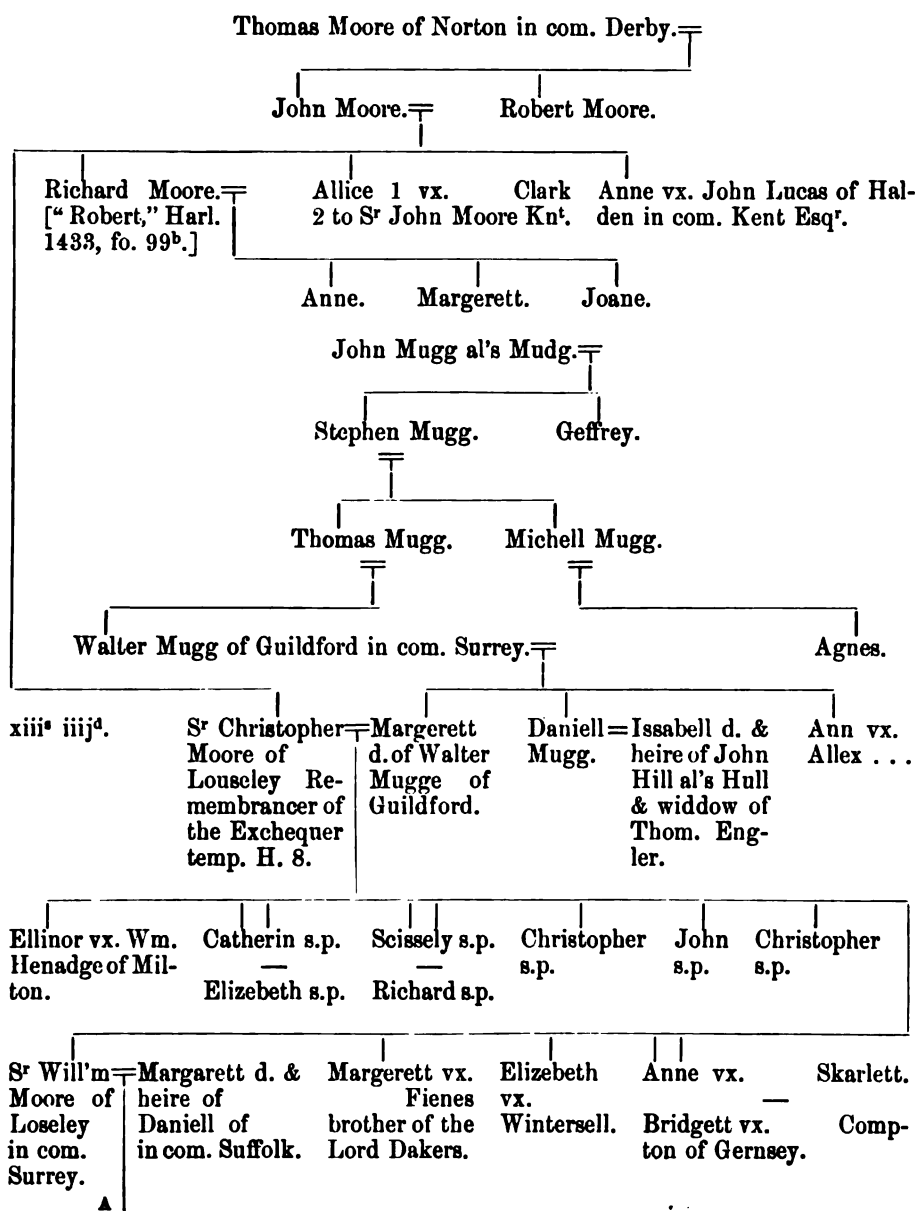 Thomas Moore of Norton in com. Derby.
John Moore. Robert Moore.
Richard Moore.
["Robert," Harl.
1433, fo. 99ᵇ.]
Allice 1 vx. Clark
2 to Sʳ John Moore Knᵗ.
Anne vx. John Lucas of Hal-
den in com. Kent Esqʳ.
Anne. Margerett. Joane.
John Mugg al's Mudg.
Stephen Mugg. Geffrey.
Thomas Mugg. Michell Mugg.
Walter Mugg of Guildford in com. Surrey. Agnes.
xiiiˢ iiijᵈ.
Sʳ Christopher
Moore of
Louseley Re-
membrancer of
the Exchequer
temp. H. 8.
Margerett
d. of Walter
Mugge of
Guildford.
Daniell
Mugg.
Issabell d. &
heire of John
Hill al's Hull
& widdow of
Thom. Eng-
ler.
Ann vx.
Allex . . .
Ellinor vx. Wm.
Henadge of Mil-
ton.
Catherin s.p.
—
Elizebeth s.p.
Scissely s.p.
—
Richard s.p.
Christopher
s.p.
John
s.p.
Christopher
s.p.
Sʳ Will'm
Moore of
Loseley
in com.
Surrey.
A
Margarett d. &
heire of
Daniell of
in com. Suffolk.
Margerett vx.
Fienes
brother of the
Lord Dakers.
Elizebeth
vx.
Wintersell.
Anne vx. Skarlett.
—
Bridgett vx. Comp-
ton of Gernsey.